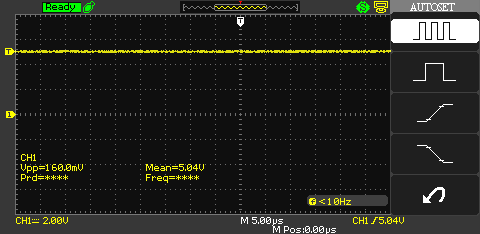 Ready
AUTOSET
T
T
1
CH1
Vpp=160.0mV Mean=5.04V
Prd=**** Freq=****
f <10Hz
CH1 2.00V M 5.00µs CH1 /5.04V
M Pos:0.00µs